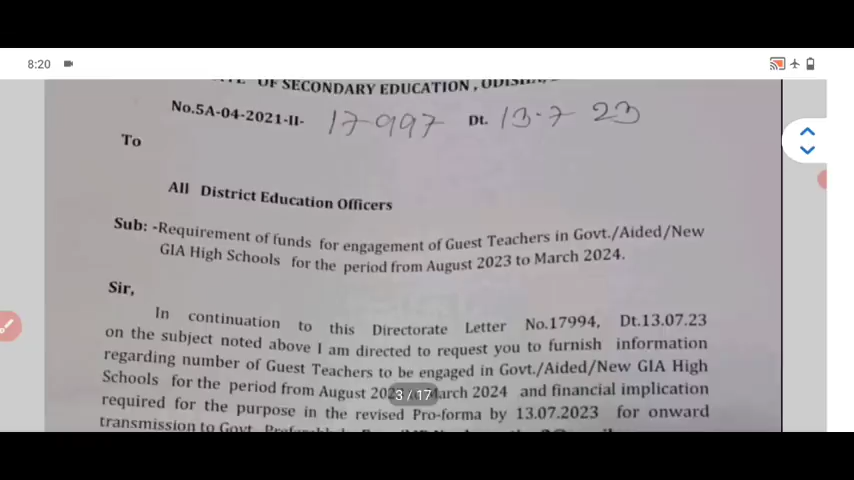 8:20
OF SECONDARY EDUCATION , ODISHA,
No.5A-04-2021-II- 17997 Dt. 13.7 23
To
All District Education Officers
Sub: -Requirement of funds for engagement of Guest Teachers in Govt./Aided/New
GIA High Schools for the period from August 2023 to March 2024.
Sir,
In continuation to this Directorate Letter No.17994, Dt.13.07.23
on the subject noted above I am directed to request you to furnish information
regarding number of Guest Teachers to be engaged in Govt./Aided/New GIA High
Schools for the period from August March 2024 and financial implication
3 / 17
required for the purpose in the revised Pro-forma by 13.07.2023 for onward
transmission to Govt.